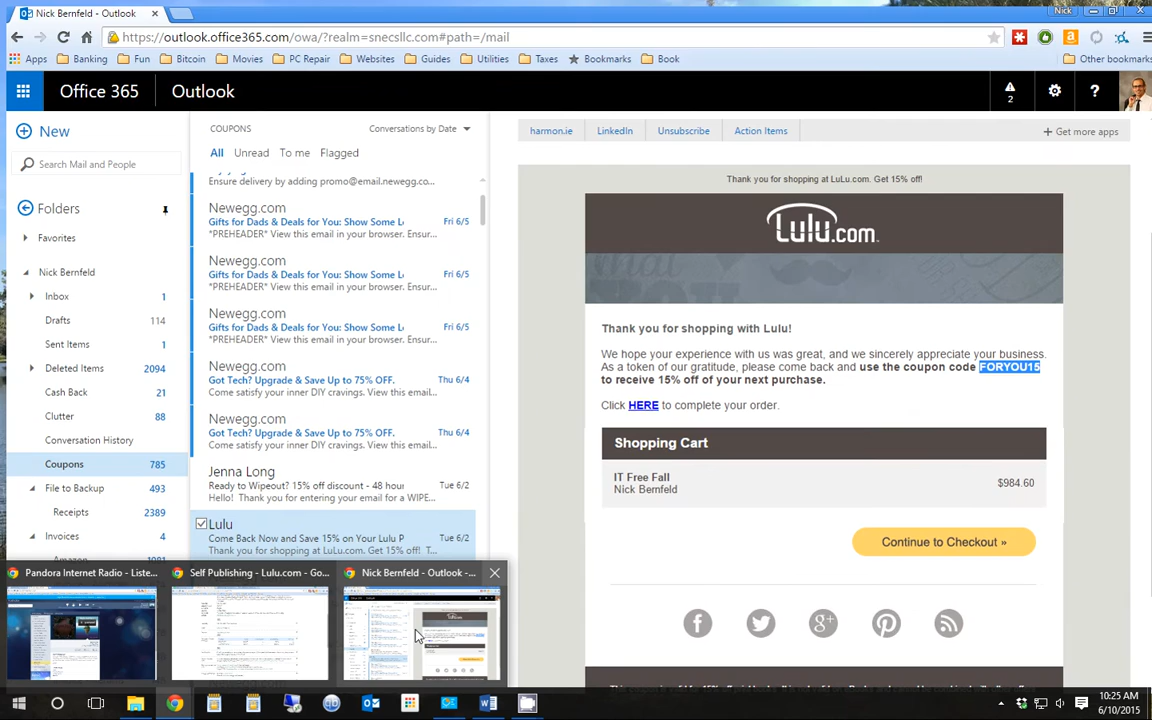 Nick Bernfeld - Outlook
Nick
https://outlook.office365.com/owa/?realm=snecsllc.com#path=/mail
Apps Banking Fun Bitcoin Movies PC Repair Websites Guides Utilities Taxes Bookmarks Book Other bookmarks
Office 365 Outlook 2 ?
New
Search Mail and People
Folders
Favorites
Nick Bernfeld
Inbox 1
Drafts 114
Sent Items 1
Deleted Items 2094
Cash Back 21
Clutter 88
Conversation History
Coupons 785
File to Backup 493
Receipts 2389
Invoices 4
COUPONS Conversations by Date
All Unread To me Flagged
Ensure delivery by adding promo@email.newegg.co...
Newegg.com
Gifts for Dads & Deals for You: Show Some Lo Fri 6/5
*PREHEADER* View this email in your browser. Ensur...
Newegg.com
Gifts for Dads & Deals for You: Show Some Lo Fri 6/5
*PREHEADER* View this email in your browser. Ensur...
Newegg.com
Gifts for Dads & Deals for You: Show Some Lo Fri 6/5
*PREHEADER* View this email in your browser. Ensur...
Newegg.com
Got Tech? Upgrade & Save Up to 75% OFF. Thu 6/4
Come satisfy your inner DIY cravings. View this email...
Newegg.com
Got Tech? Upgrade & Save Up to 75% OFF. Thu 6/4
Come satisfy your inner DIY cravings. View this email...
Jenna Long
Ready to Wipeout? 15% off discount - 48 hour Tue 6/2
Hello! Thank you for entering your email for a WIPE...
Lulu
Come Back Now and Save 15% on Your Lulu P Tue 6/2
Thank you for shopping at LuLu.com. Get 15% off! T...
harmon.ie LinkedIn Unsubscribe Action Items Get more apps
Thank you for shopping at LuLu.com. Get 15% off!
Lulu.com
Thank you for shopping with Lulu!
We hope your experience with us was great, and we sincerely appreciate your business.
As a token of our gratitude, please come back and use the coupon code FORYOU15
to receive 15% off of your next purchase.
Click HERE to complete your order.
Shopping Cart
IT Free Fall
Nick Bernfeld $984.60
Continue to Checkout »
Pandora Internet Radio - Liste... Self Publishing - Lulu.com - Go... Nick Bernfeld - Outlook -...
10:25 AM
6/10/2015